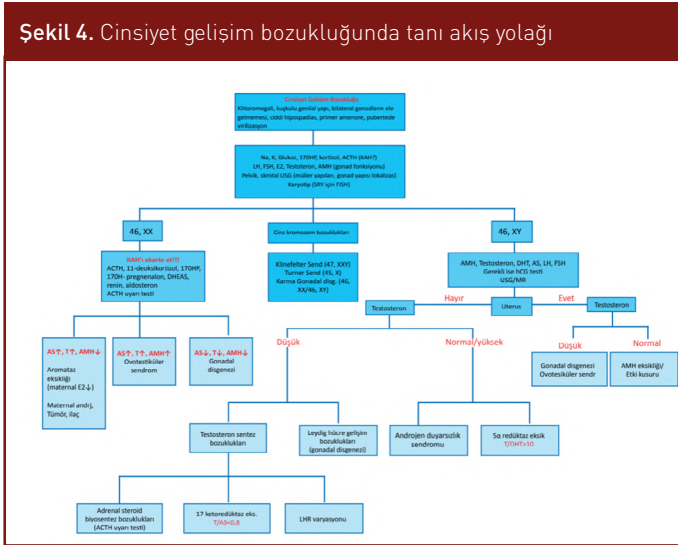 Şekil 4. Cinsiyet gelişim bozukluğunda tanı akış yolağı
Cinsiyet Gelişim Bozukluğu
Klitoromegali, kuşkulu genital yapı, bilateral gonadların ele
gelmemesi, ciddi hipospadias, primer amenore, pubertede
virilizasyon
Na, K, Glukoz, 17OHP, kortizol, ACTH (KAH?)
LH, FSH, E2, Testoteron, AMH (gonad fonksiyonu)
Pelvik, skrotal USG (müller yapıları, gonad yapısı lokalizas)
Karyotip (SRY için FISH)
46, XX
Cins kromozom bozuklukları
46, XY
KAH'ı ekarte et!!!
ACTH, 11-deoksikortizol, 17OHP,
17OH- pregnenalon, DHEAS,
renin, aldosteron
ACTH uyarı testi
Klinefelter Send (47, XXY)
Turner Send (45, X)
Karma Gonadal disg. (46,
XX/46, XY)
AMH, Testosteron, DHT, AS, LH, FSH
Gerekli ise hCG testi
USG/MR
Hayır
Evet
Testosteron
Uterus
Testosteron
AS↑, T↑, AMH↓
Aromataz
eksikliği
(maternal E2↓)
Maternal andrj,
Tümör, ilaç
AS↑, T↑, AMH↑
Ovotestiküler
sendrom
AS↓, T↓, AMH↓
Gonadal
disgenezi
Düşük
Normal/yüksek
Düşük
Normal
Gonadal disgenezi
Ovotestiküler sendr
AMH eksikliği/
Etki kusuru
Testosteron sentez
bozuklukları
Leydig hücre gelişim
bozuklukları
(gonadal disgenezi)
Androjen duyarsızlık
sendromu
5α redüktaz eksik
T/DHT>10
Adrenal steroid
biyosentez bozuklukları
(ACTH uyarı testi)
17 ketoredüktaz eks.
T/AS<0,8
LHR varyasyonu